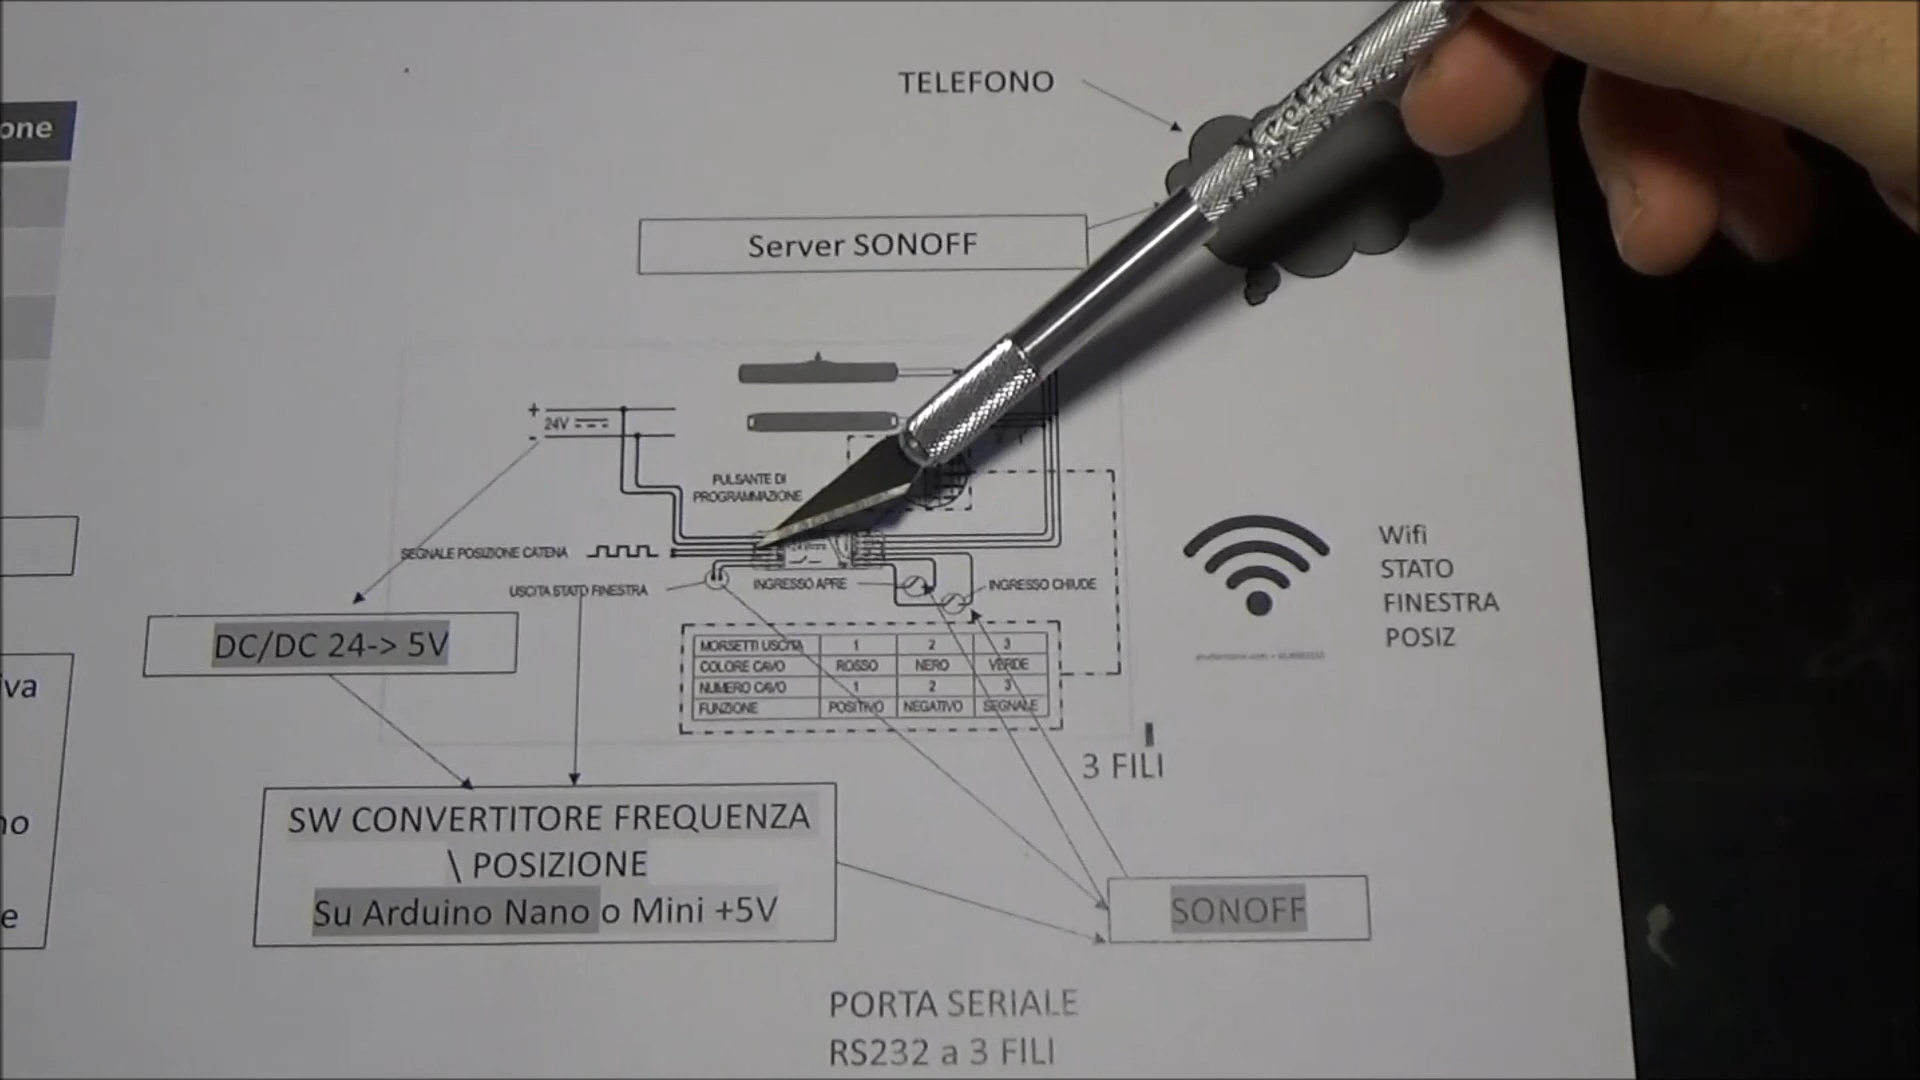 one
TELEFONO
Server SONOFF
+
24V
-
PULSANTE DI
PROGRAMMAZIONE
SEGNALE POSIZIONE CATENA
USCITA STATO FINESTRA
INGRESSO APRE
INGRESSO CHIUDE
Wifi
STATO
FINESTRA
POSIZ
DC/DC 24-> 5V
MORSETTI USCITA 1 2 3
COLORE CAVO ROSSO NERO VERDE
NUMERO CAVO 1 2 3
FUNZIONE POSITIVO NEGATIVO SEGNALE
iva
3 FILI
no
SW CONVERTITORE FREQUENZA
\ POSIZIONE
Su Arduino Nano o Mini +5V
e
SONOFF
PORTA SERIALE
RS232 a 3 FILI